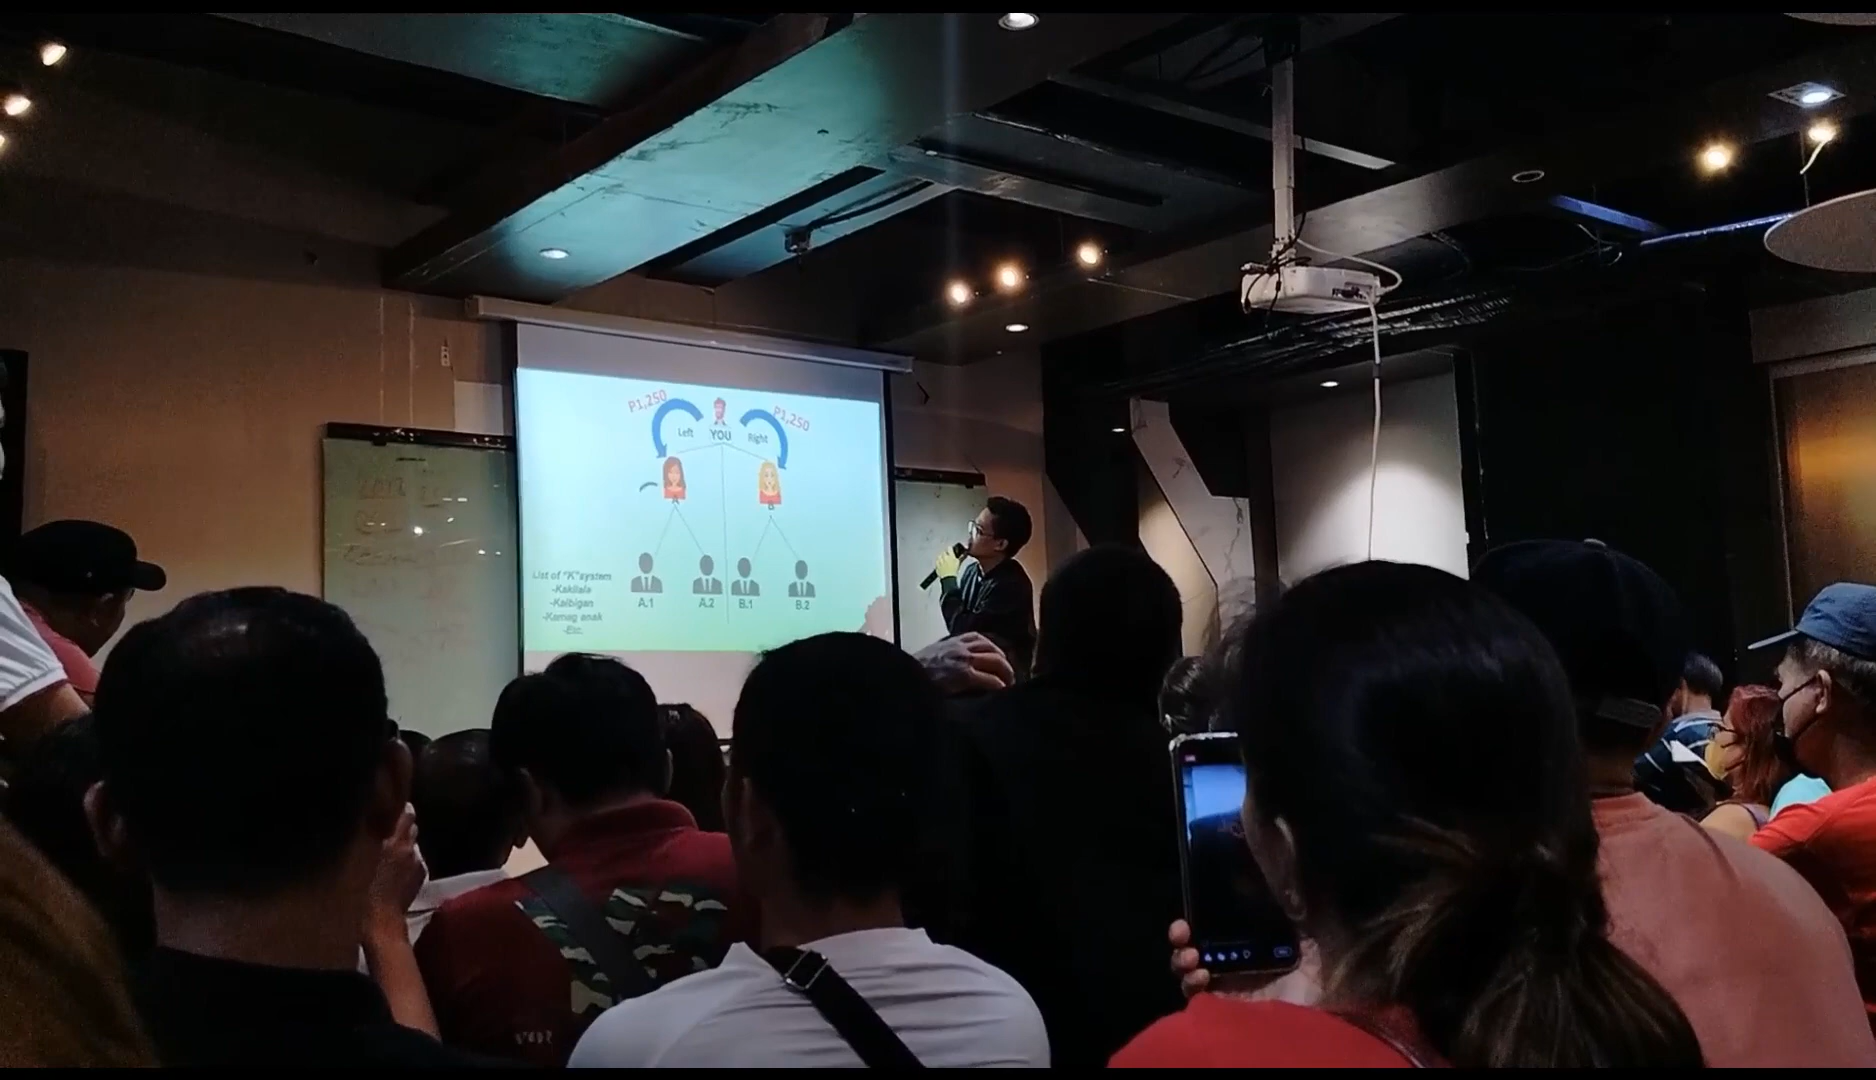 P1,250
P1,250
Left YOU Right
A
B
A.1 A.2 B.1 B.2
List of "K"system
-Kakilala
-Kaibigan
-Kamag anak
-Etc.